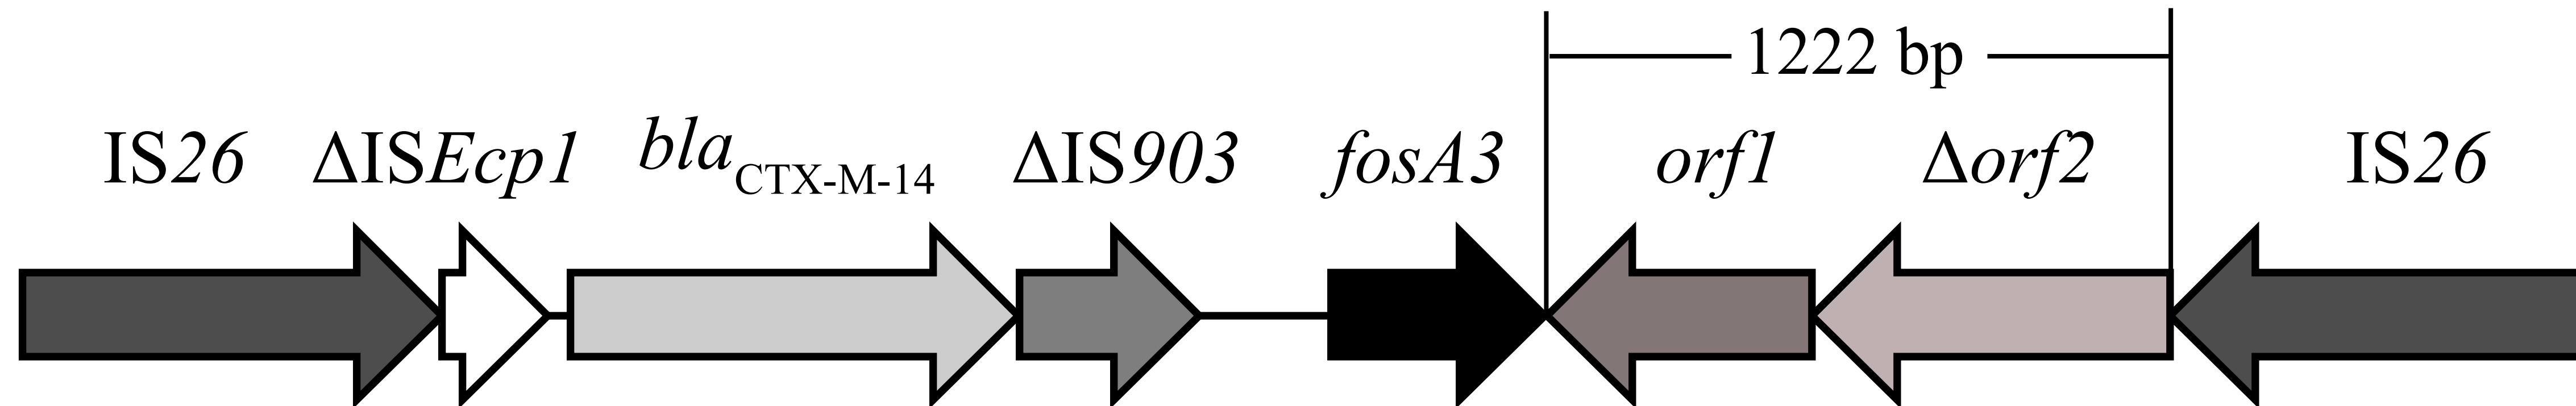 1222 bp
IS26 ΔISEcp1 blaCTX-M-14 ΔIS903 fosA3 orf1 Δorf2 IS26